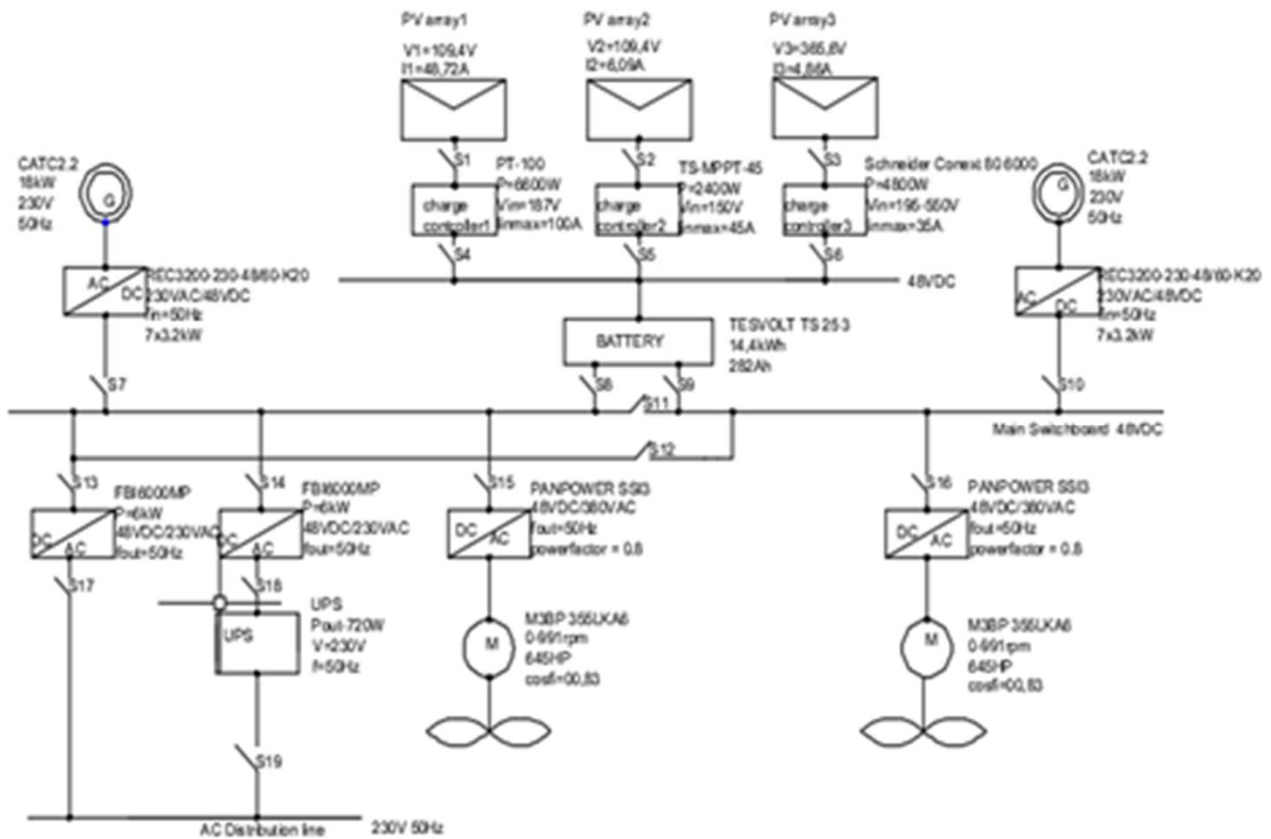 PV array1
V1=109,4V
I1=48,72A
PV array2
V2=109,4V
I2=6,09A
PV array3
V3=365,6V
I3=4,86A
S1
S2
S3
PT-100
P=6600W
Vin=187V
Iinmax=100A
charge
controller1
TS-MPPT-45
P=2400W
Vin=150V
Iinmax=45A
charge
controller2
Schneider Conext 80 6000
P=4800W
Vin=195-550V
Iinmax=35A
charge
controller3
S4
S5
S6
48VDC
CATC2.2
18kW
230V
50Hz
G
AC
DC
REC3200-230-48/60-K20
230VAC/48VDC
fin=50Hz
7x3.2kW
CATC2.2
18kW
230V
50Hz
G
AC
DC
REC3200-230-48/60-K20
230VAC/48VDC
fin=50Hz
7x3.2kW
BATTERY
TESVOLT TS 25 3
14,4kWh
282Ah
S7
S8
S9
S10
S11
Main Switchboard 48VDC
S12
S13
FBI6000MP
P=6kW
48VDC/230VAC
fout=50Hz
DC
AC
S14
FBI6000MP
P=6kW
48VDC/230VAC
fout=50Hz
DC
AC
S15
PANPOWER SSI3
48VDC/380VAC
fout=50Hz
powerfactor = 0.8
DC
AC
S16
PANPOWER SSI3
48VDC/380VAC
fout=50Hz
powerfactor = 0.8
DC
AC
S17
S18
UPS
UPS
Pout-720W
V=230V
f=50Hz
M
M3BP 355LKA6
0-991rpm
645HP
cosfi=00,83
M
M3BP 355LKA6
0-991rpm
645HP
cosfi=00,83
S19
AC Distribution line
230V 50Hz